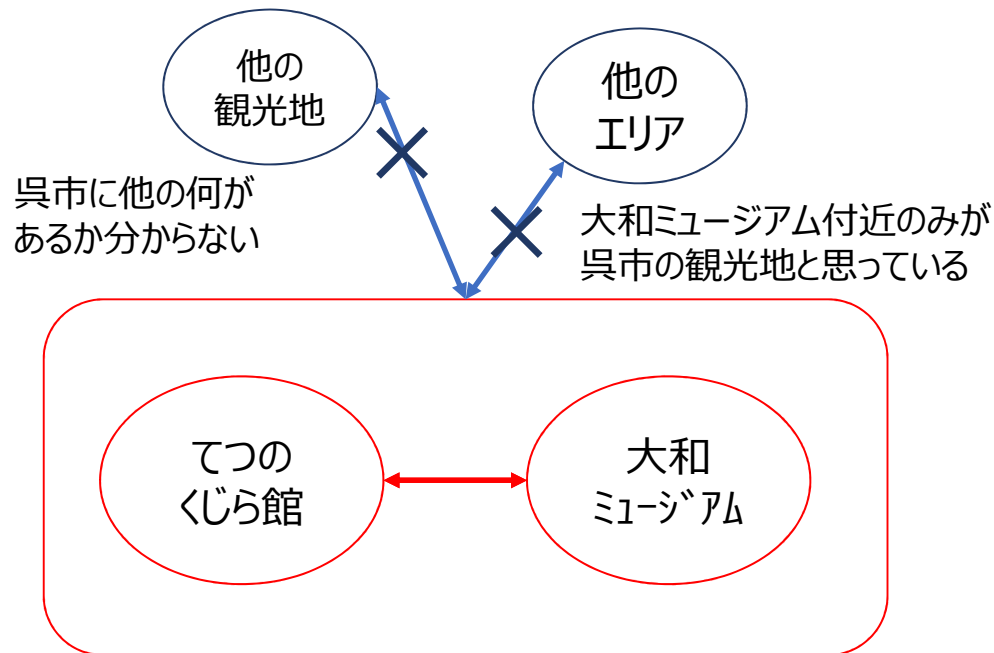 他の
観光地
他の
エリア
呉市に他の何が
あるか分からない
大和ミュージアム付近のみが
呉市の観光地と思っている
てつの
くじら館
大和
ﾐｭｰｼﾞｱﾑ